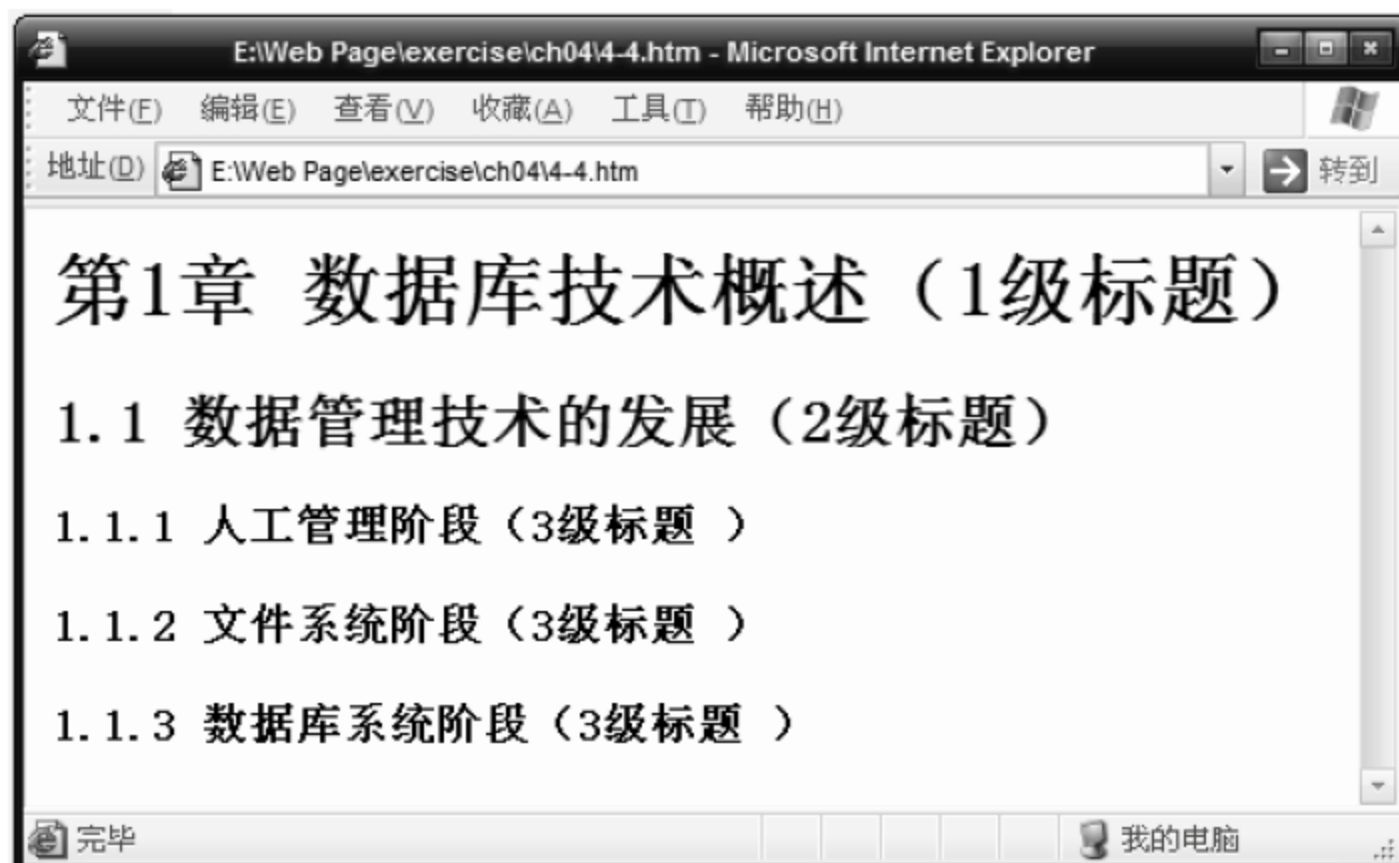 E:\Web Page\exercise\ch04\4-4.htm - Microsoft Internet Explorer
文件(F) 编辑(E) 查看(V) 收藏(A) 工具(T) 帮助(H)
地址(D) E:\Web Page\exercise\ch04\4-4.htm 转到
第1章 数据库技术概述（1级标题）
1.1 数据管理技术的发展（2级标题）
1.1.1 人工管理阶段（3级标题 ）
1.1.2 文件系统阶段（3级标题 ）
1.1.3 数据库系统阶段（3级标题 ）
完毕 我的电脑